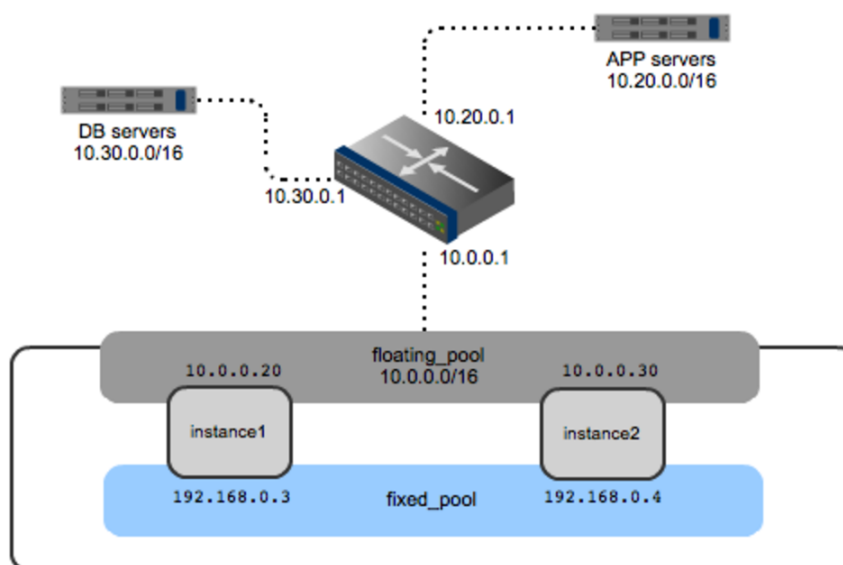 APP servers
10.20.0.0/16
DB servers
10.30.0.0/16
10.20.0.1
10.30.0.1
10.0.0.1
floating_pool
10.0.0.0/16
10.0.0.20
10.0.0.30
instance1
instance2
192.168.0.3
fixed_pool
192.168.0.4